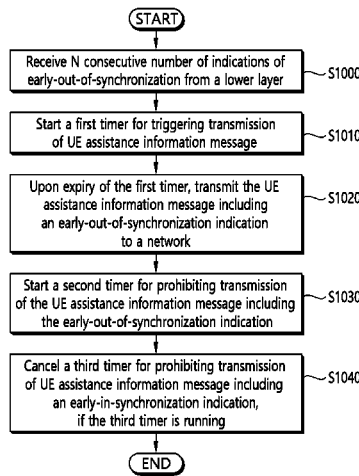 START
Receive N consecutive number of indications of
early-out-of-synchronization from a lower layer
S1000
Start a first timer for triggering transmission
of UE assistance information message
S1010
Upon expiry of the first timer, transmit the UE
assistance information message including
an early-out-of-synchronization indication
to a network
S1020
Start a second timer for prohibiting transmission
of the UE assistance information message including
the early-out-of-synchronization indication
S1030
Cancel a third timer for prohibiting transmission
of UE assistance information message including
an early-in-synchronization indication,
if the third timer is running
S1040
END